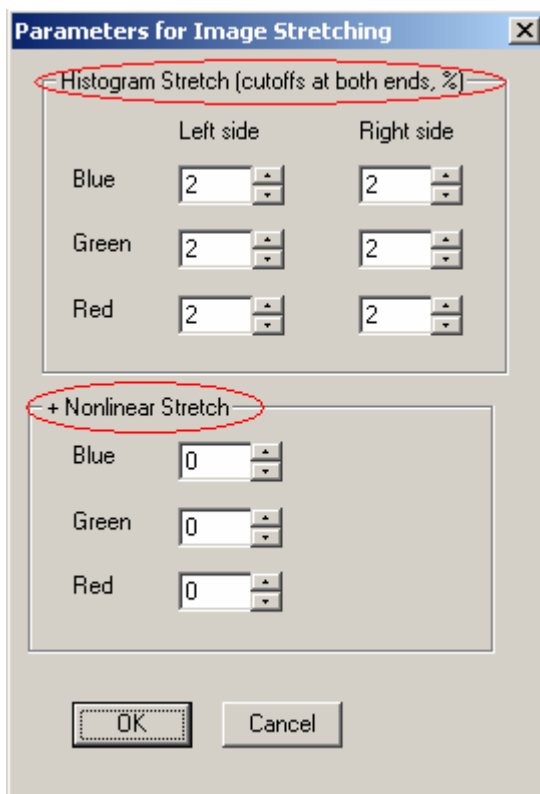 Parameters for Image Stretching
Histogram Stretch (cutoffs at both ends, %)
Left side Right side
Blue 2 2
Green 2 2
Red 2 2
+ Nonlinear Stretch
Blue 0
Green 0
Red 0
OK Cancel